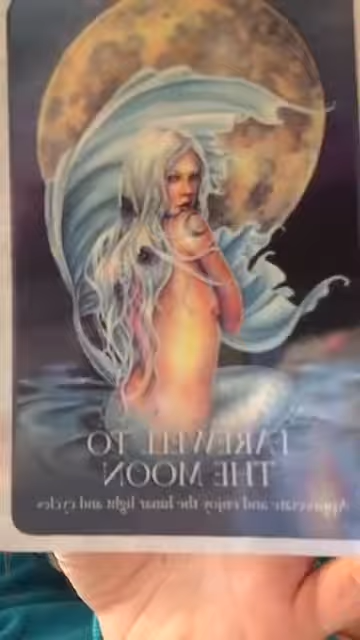 FAREWELL TO
THE MOON
Appreciate and enjoy the lunar light and cycles